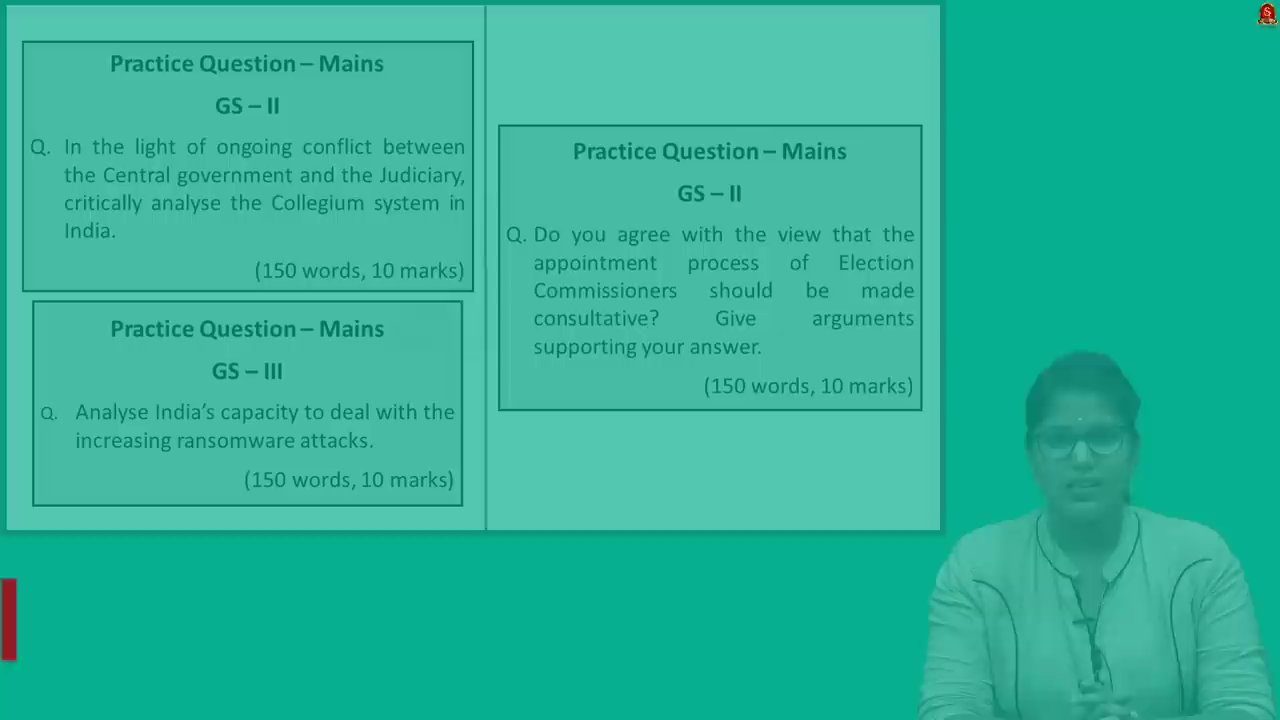 Practice Question – Mains
GS – II
Q. In the light of ongoing conflict between
the Central government and the Judiciary,
critically analyse the Collegium system in
India.
(150 words, 10 marks)
Practice Question – Mains
GS – III
Q. Analyse India's capacity to deal with the
increasing ransomware attacks.
(150 words, 10 marks)
Practice Question – Mains
GS – II
Q. Do you agree with the view that the
appointment process of Election
Commissioners should be made
consultative? Give arguments
supporting your answer.
(150 words, 10 marks)
S